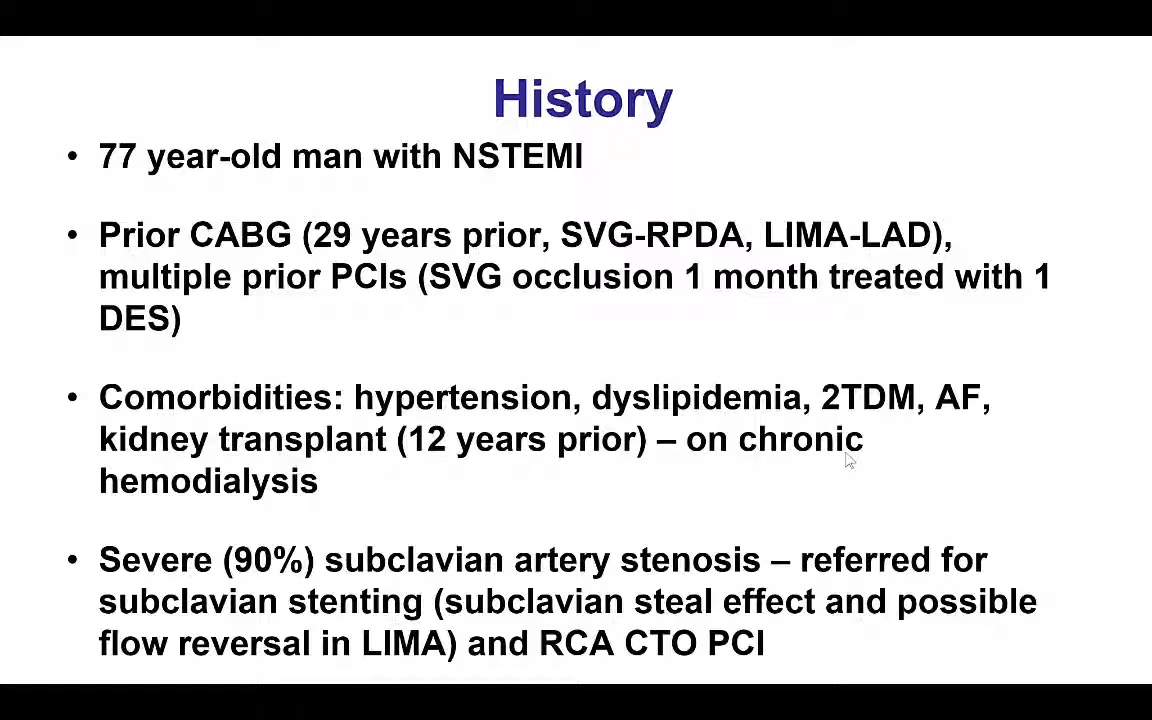 History
• 77 year-old man with NSTEMI
• Prior CABG (29 years prior, SVG-RPDA, LIMA-LAD),
multiple prior PCIs (SVG occlusion 1 month treated with 1
DES)
• Comorbidities: hypertension, dyslipidemia, 2TDM, AF,
kidney transplant (12 years prior) – on chronic
hemodialysis
• Severe (90%) subclavian artery stenosis – referred for
subclavian stenting (subclavian steal effect and possible
flow reversal in LIMA) and RCA CTO PCI